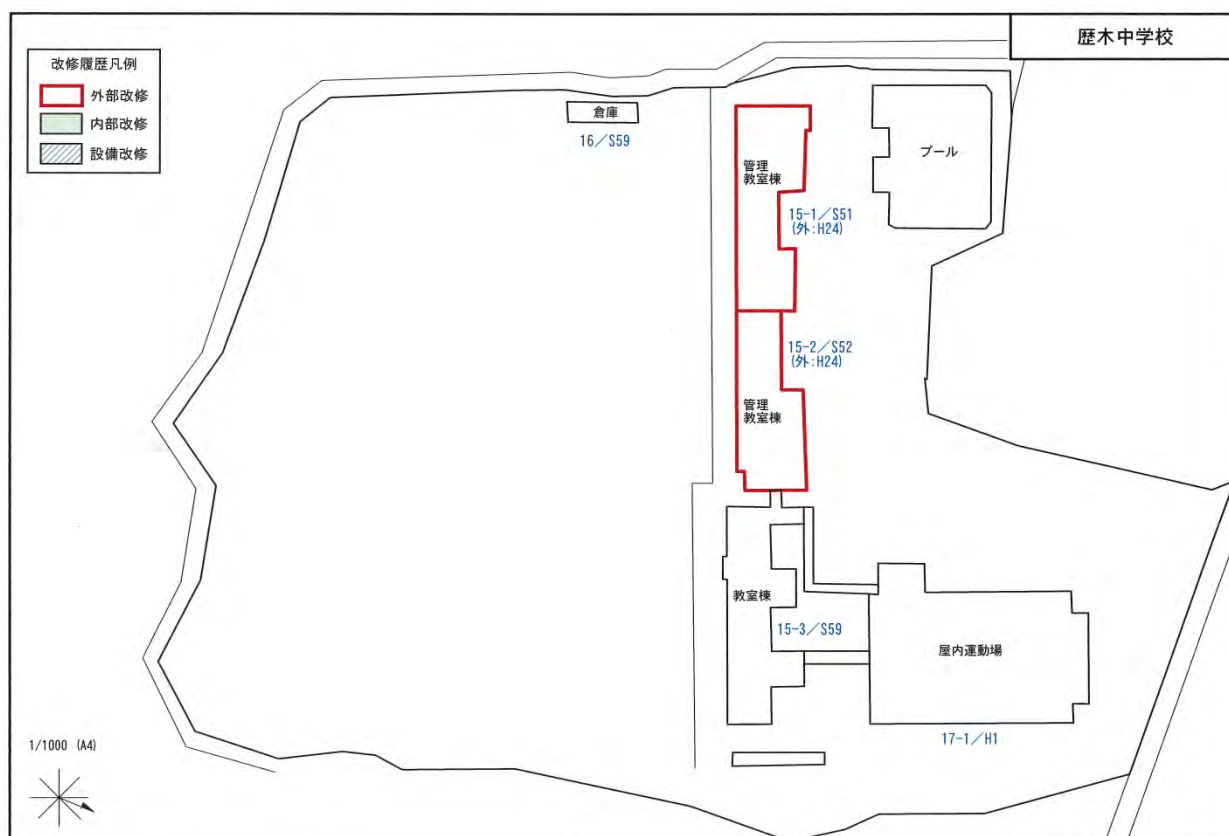 歴木中学校
改修履歴凡例
外部改修
内部改修
設備改修
倉庫
16／S59
管理
教室棟
15-1／S51
(外:H24)
プール
15-2／S52
(外:H24)
管理
教室棟
教室棟
15-3／S59
屋内運動場
17-1／H1
1/1000 (A4)